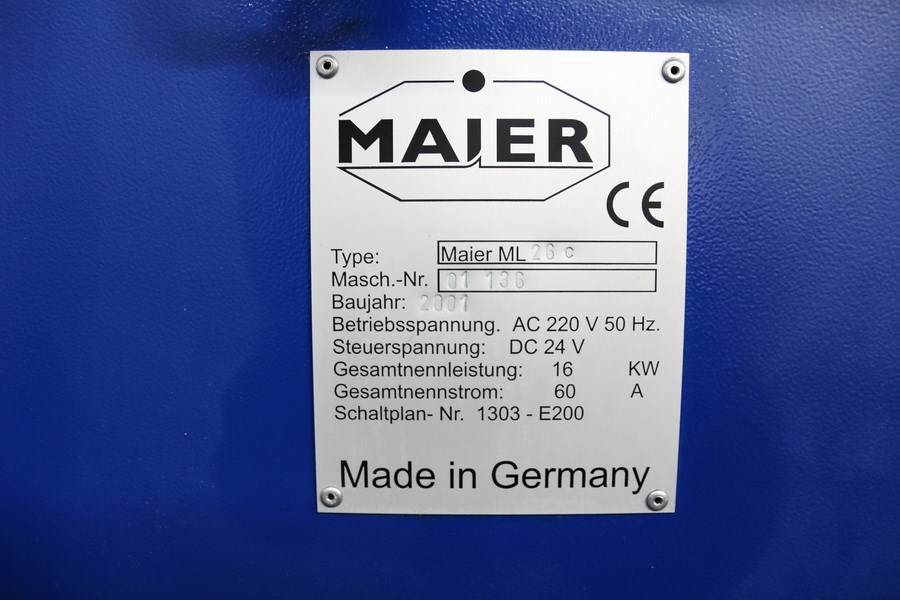 MAIER
CE
Type: Maier ML 26 c
Masch.-Nr. 01 136
Baujahr: 2001
Betriebsspannung. AC 220 V 50 Hz.
Steuerspannung: DC 24 V
Gesamtnennleistung: 16 KW
Gesamtnennstrom: 60 A
Schaltplan- Nr. 1303 - E200
Made in Germany